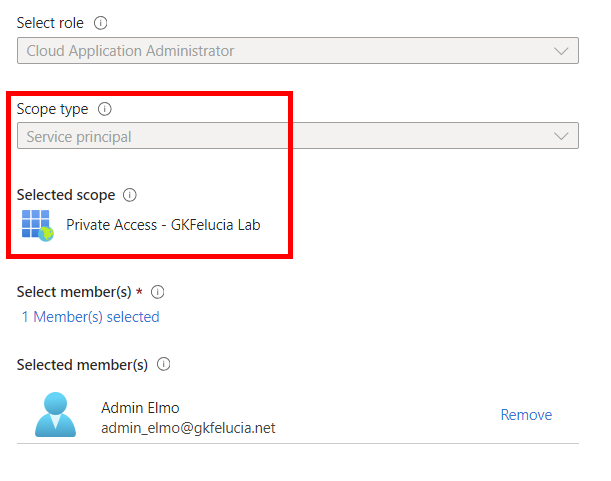 Select role
Cloud Application Administrator
Scope type
Service principal
Selected scope
Private Access - GKFelucia Lab
Select member(s) *
1 Member(s) selected
Selected member(s)
Admin Elmo
admin_elmo@gkfelucia.net
Remove